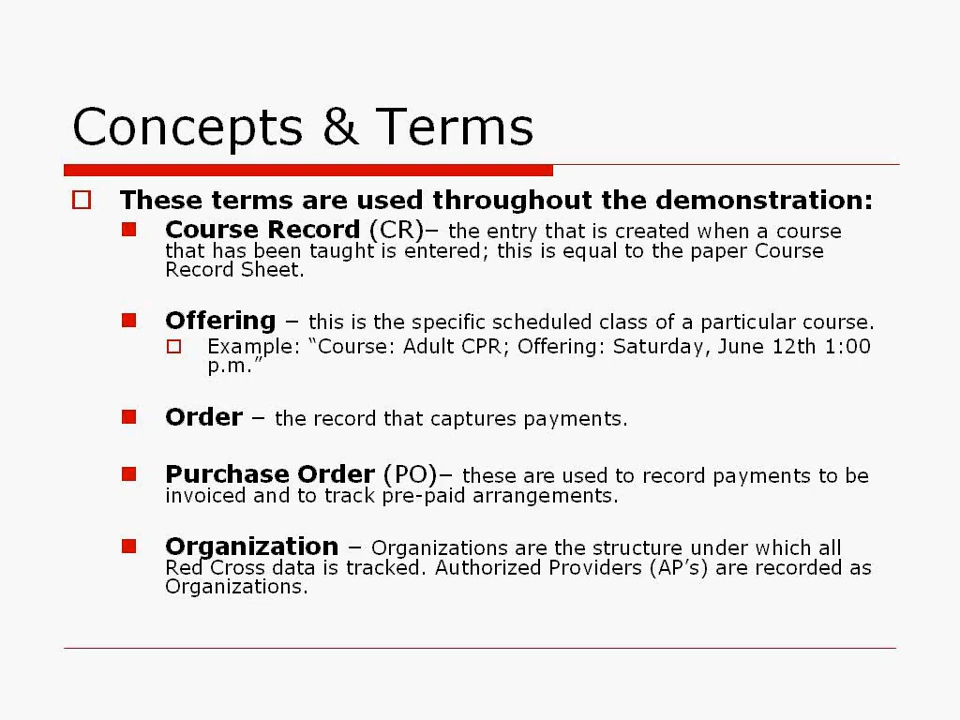 Concepts & Terms
These terms are used throughout the demonstration:
Course Record (CR)– the entry that is created when a course
that has been taught is entered; this is equal to the paper Course
Record Sheet.
Offering – this is the specific scheduled class of a particular course.
Example: “Course: Adult CPR; Offering: Saturday, June 12th 1:00
p.m.”
Order – the record that captures payments.
Purchase Order (PO)– these are used to record payments to be
invoiced and to track pre-paid arrangements.
Organization – Organizations are the structure under which all
Red Cross data is tracked. Authorized Providers (AP’s) are recorded as
Organizations.